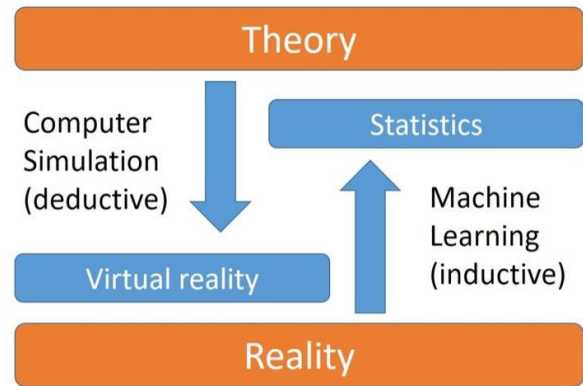 Theory
Computer
Simulation
(deductive)
Statistics
Machine
Learning
(inductive)
Virtual reality
Reality